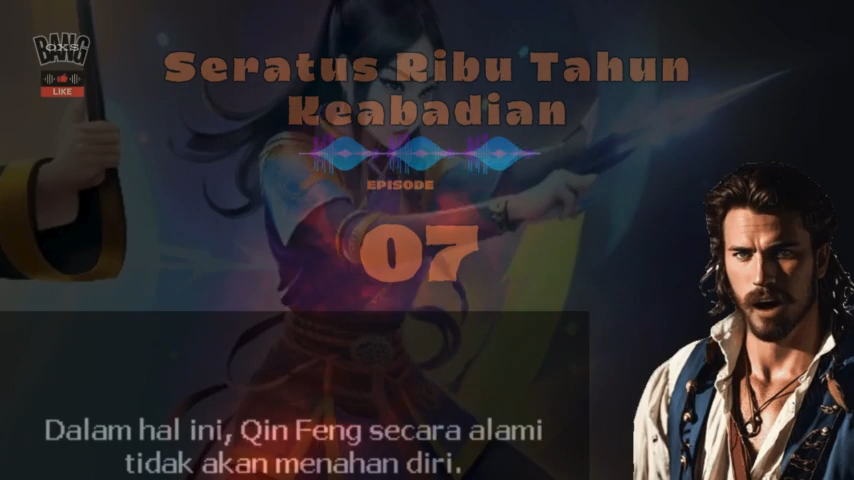 BANG
OXS
LIKE
Seratus Ribu Tahun
Keabadian
EPISODE
07
Dalam hal ini, Qin Feng secara alami
tidak akan menahan diri.